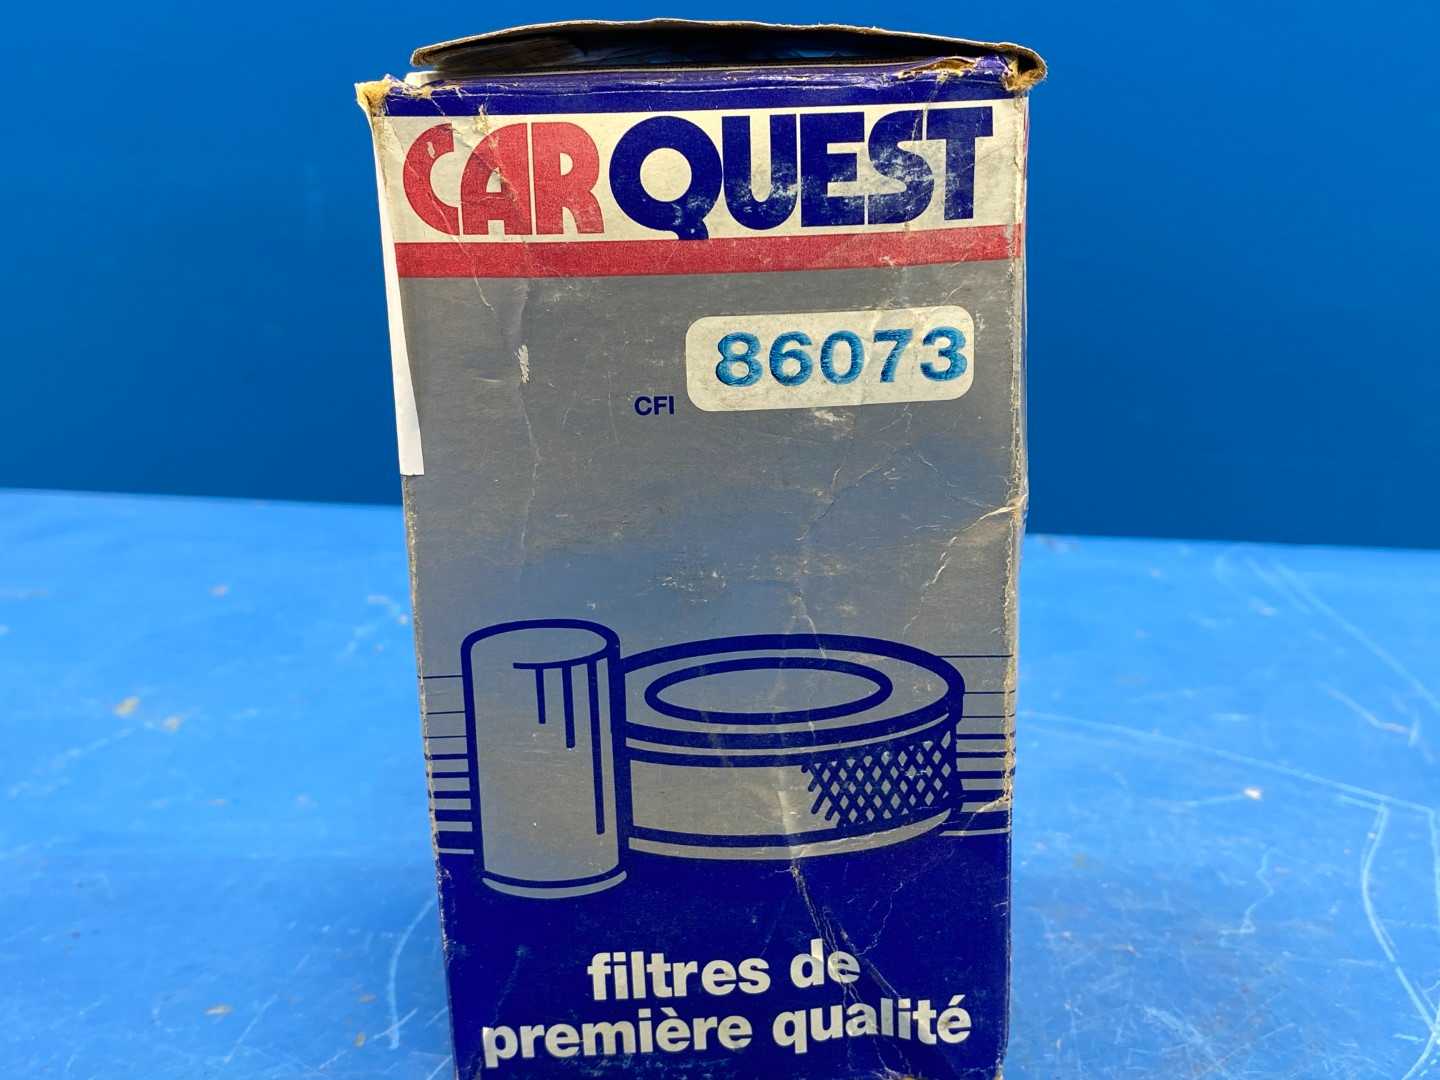 CARQUEST
86073
CFI
filtres de
première qualité